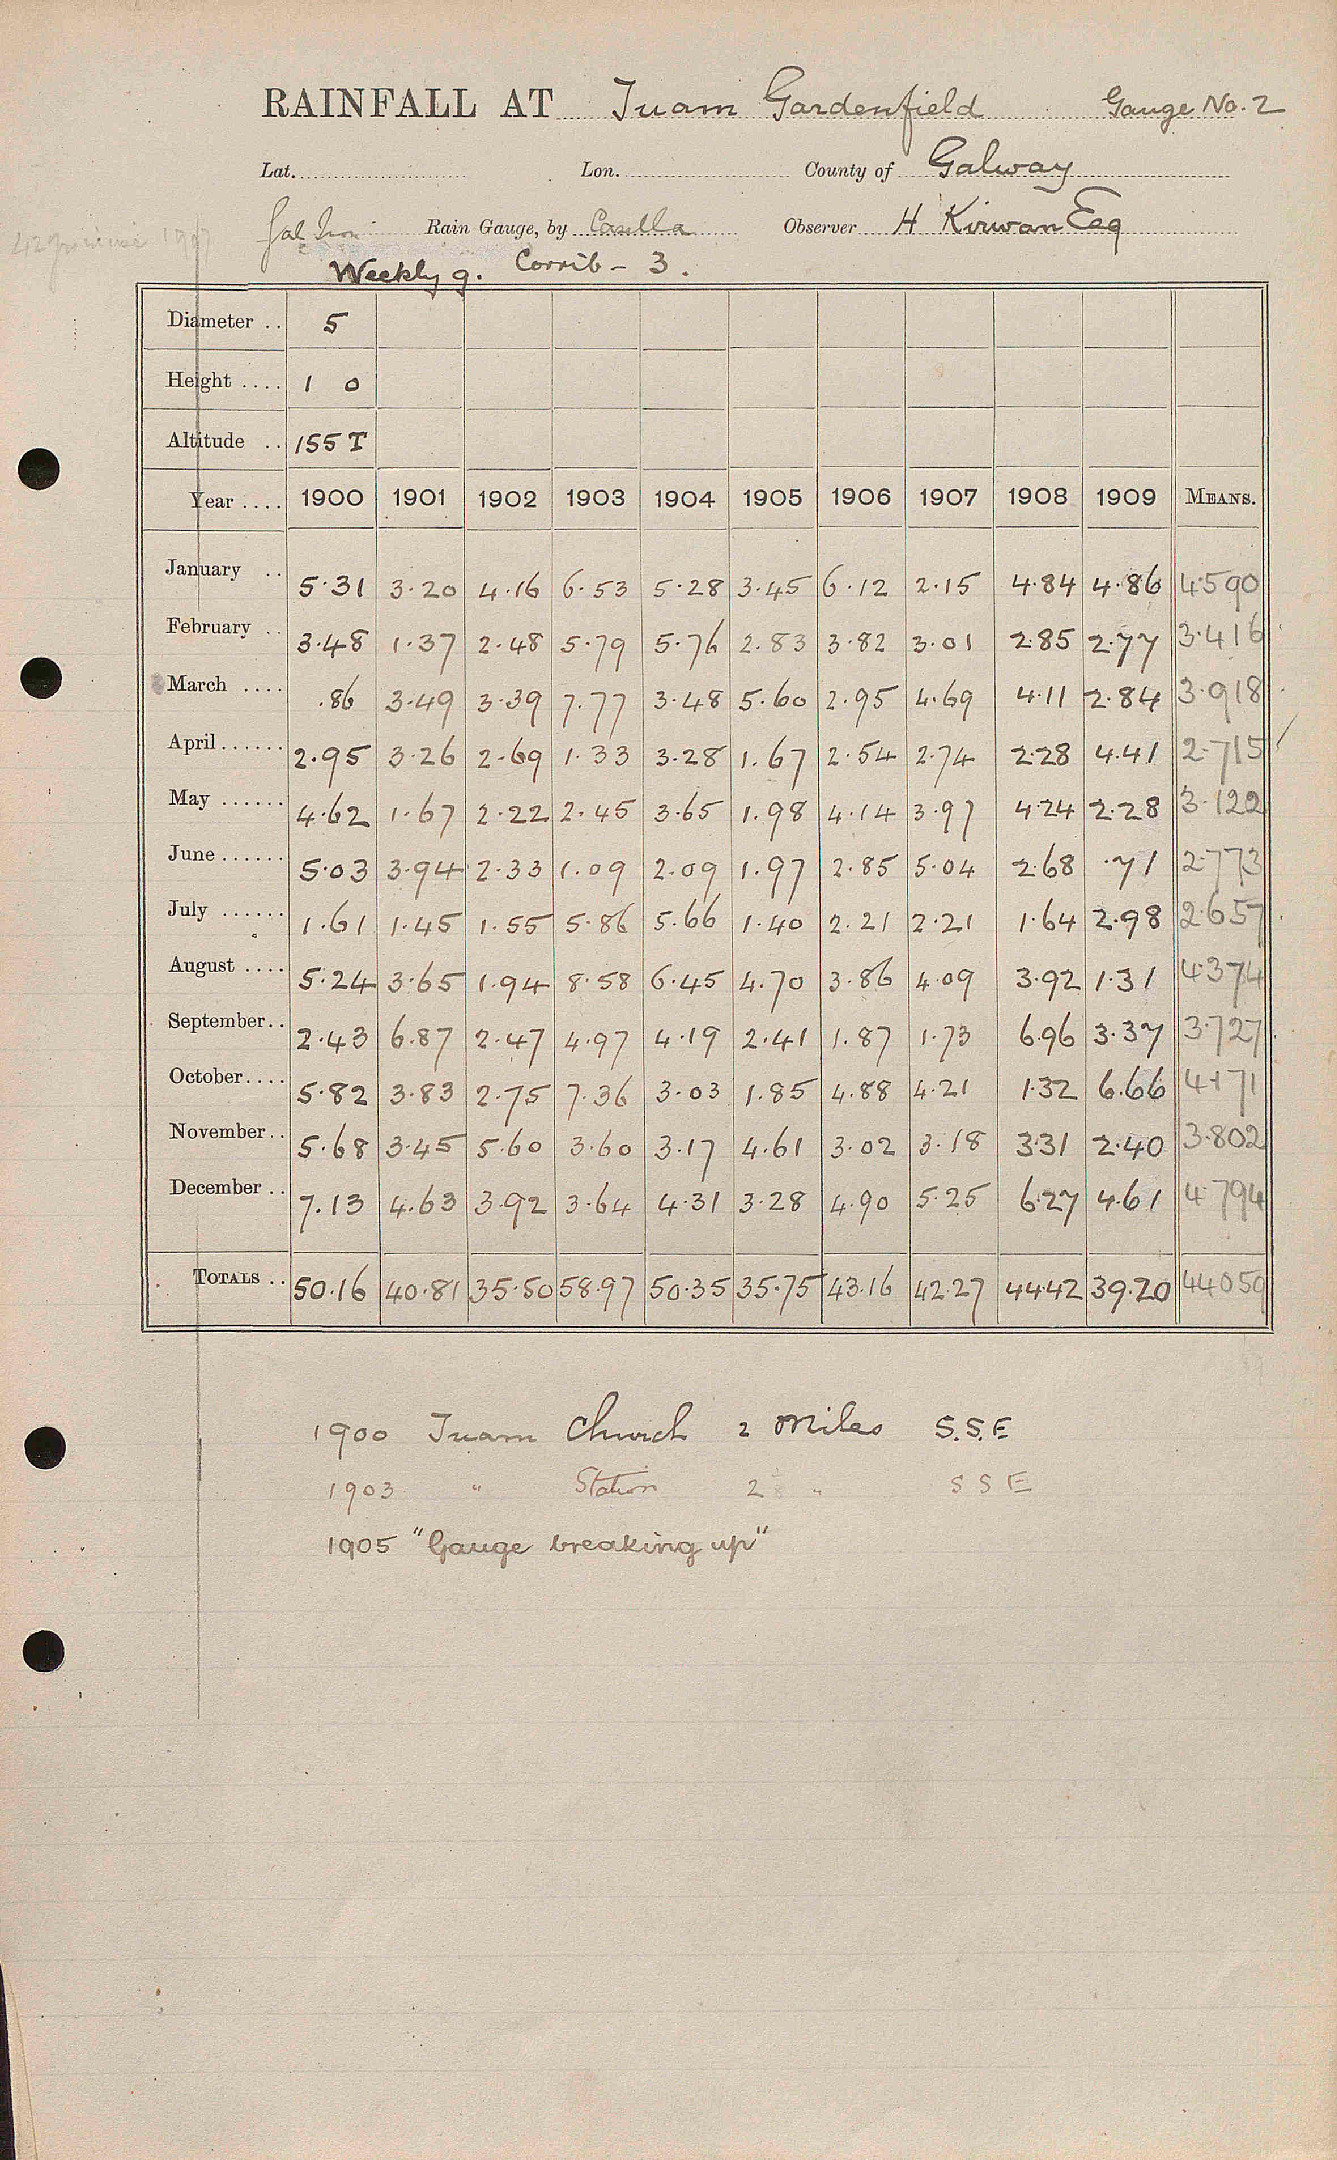 RAINFALL AT Tuam Gardenfield Gauge No. 2
Lat. Lon. County of Galway
Gal Iron Rain Gauge, by Casella Observer H Kirwan Esq
Weekly g. Corrib - 3.
Diameter .. 5
Height .... 1 0
Altitude .. 155 T
Year .... 1900 1901 1902 1903 1904 1905 1906 1907 1908 1909 MEANS.
January .. 5.31 3.20 4.16 6.53 5.28 3.45 6.12 2.15 4.84 4.86 4.590
February .. 3.48 1.37 2.48 5.79 5.76 2.83 3.82 3.01 2.85 2.77 3.416
March .... .86 3.49 3.39 7.77 3.48 5.60 2.95 4.69 4.11 2.84 3.918
April ...... 2.95 3.26 2.69 1.33 3.28 1.67 2.54 2.74 2.28 4.41 2.715
May ...... 4.62 1.67 2.22 2.45 3.65 1.98 4.14 3.97 4.24 2.28 3.122
June ...... 5.03 3.94 2.33 1.09 2.09 1.97 2.85 5.04 2.68 .71 2.773
July ...... 1.61 1.45 1.55 5.86 5.66 1.40 2.21 2.21 1.64 2.98 2.657
August .... 5.24 3.65 1.94 8.58 6.45 4.70 3.86 4.09 3.92 1.31 4.374
September .. 2.43 6.87 2.47 4.97 4.19 2.41 1.87 1.73 6.96 3.37 3.727
October .... 5.82 3.83 2.75 7.36 3.03 1.85 4.88 4.21 1.32 6.66 4.171
November .. 5.68 3.45 5.60 3.60 3.17 4.61 3.02 3.18 3.31 2.40 3.802
December .. 7.13 4.63 3.92 3.64 4.31 3.28 4.90 5.25 6.27 4.61 4.794
TOTALS .. 50.16 40.81 35.50 58.97 50.35 35.75 43.16 42.27 44.42 39.20 44.059
1900 Tuam Church 2 Miles S.S.E
1903 " Station 2 " S S E
1905 "Gauge breaking up"